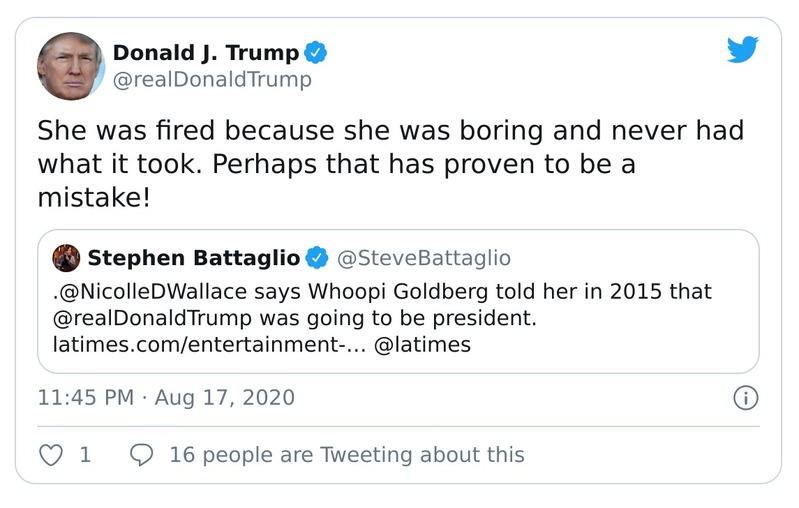 Donald J. Trump
@realDonaldTrump
She was fired because she was boring and never had
what it took. Perhaps that has proven to be a
mistake!
Stephen Battaglio @SteveBattaglio
.@NicolleDWallace says Whoopi Goldberg told her in 2015 that
@realDonaldTrump was going to be president.
latimes.com/entertainment-… @latimes
11:45 PM · Aug 17, 2020
1 16 people are Tweeting about this